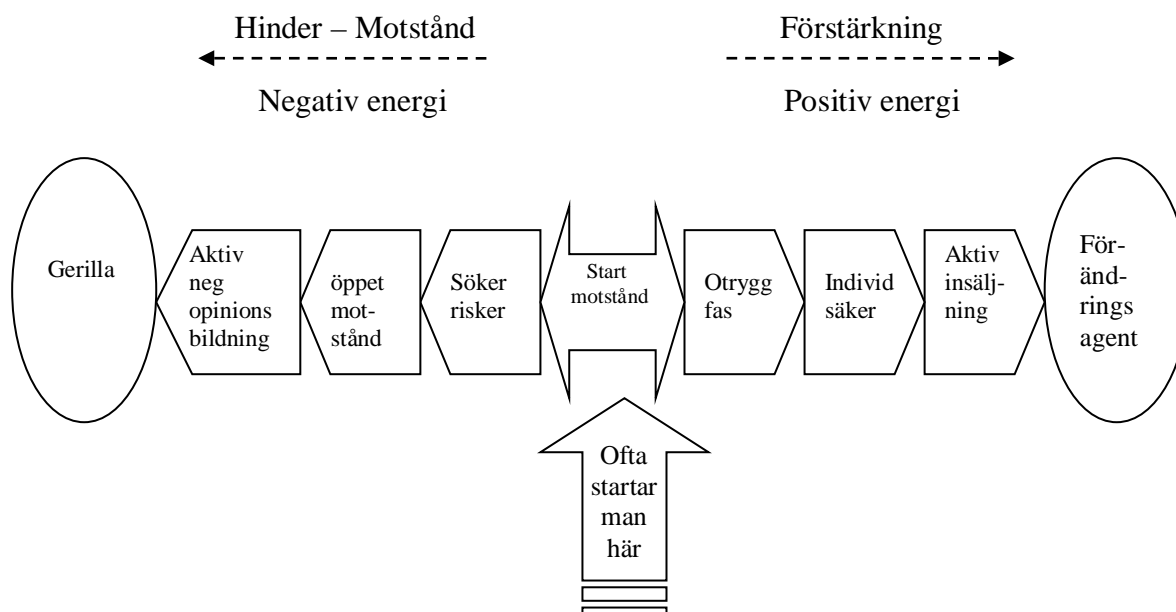 Hinder – Motstånd
Förstärkning
Negativ energi
Positiv energi
Gerilla
Aktiv
neg
opinions
bildning
öppet
mot-
stånd
Söker
risker
Start
motstånd
Otrygg
fas
Individ
säker
Aktiv
insälj-
ning
För-
änd-
rings
agent
Ofta
startar
man
här